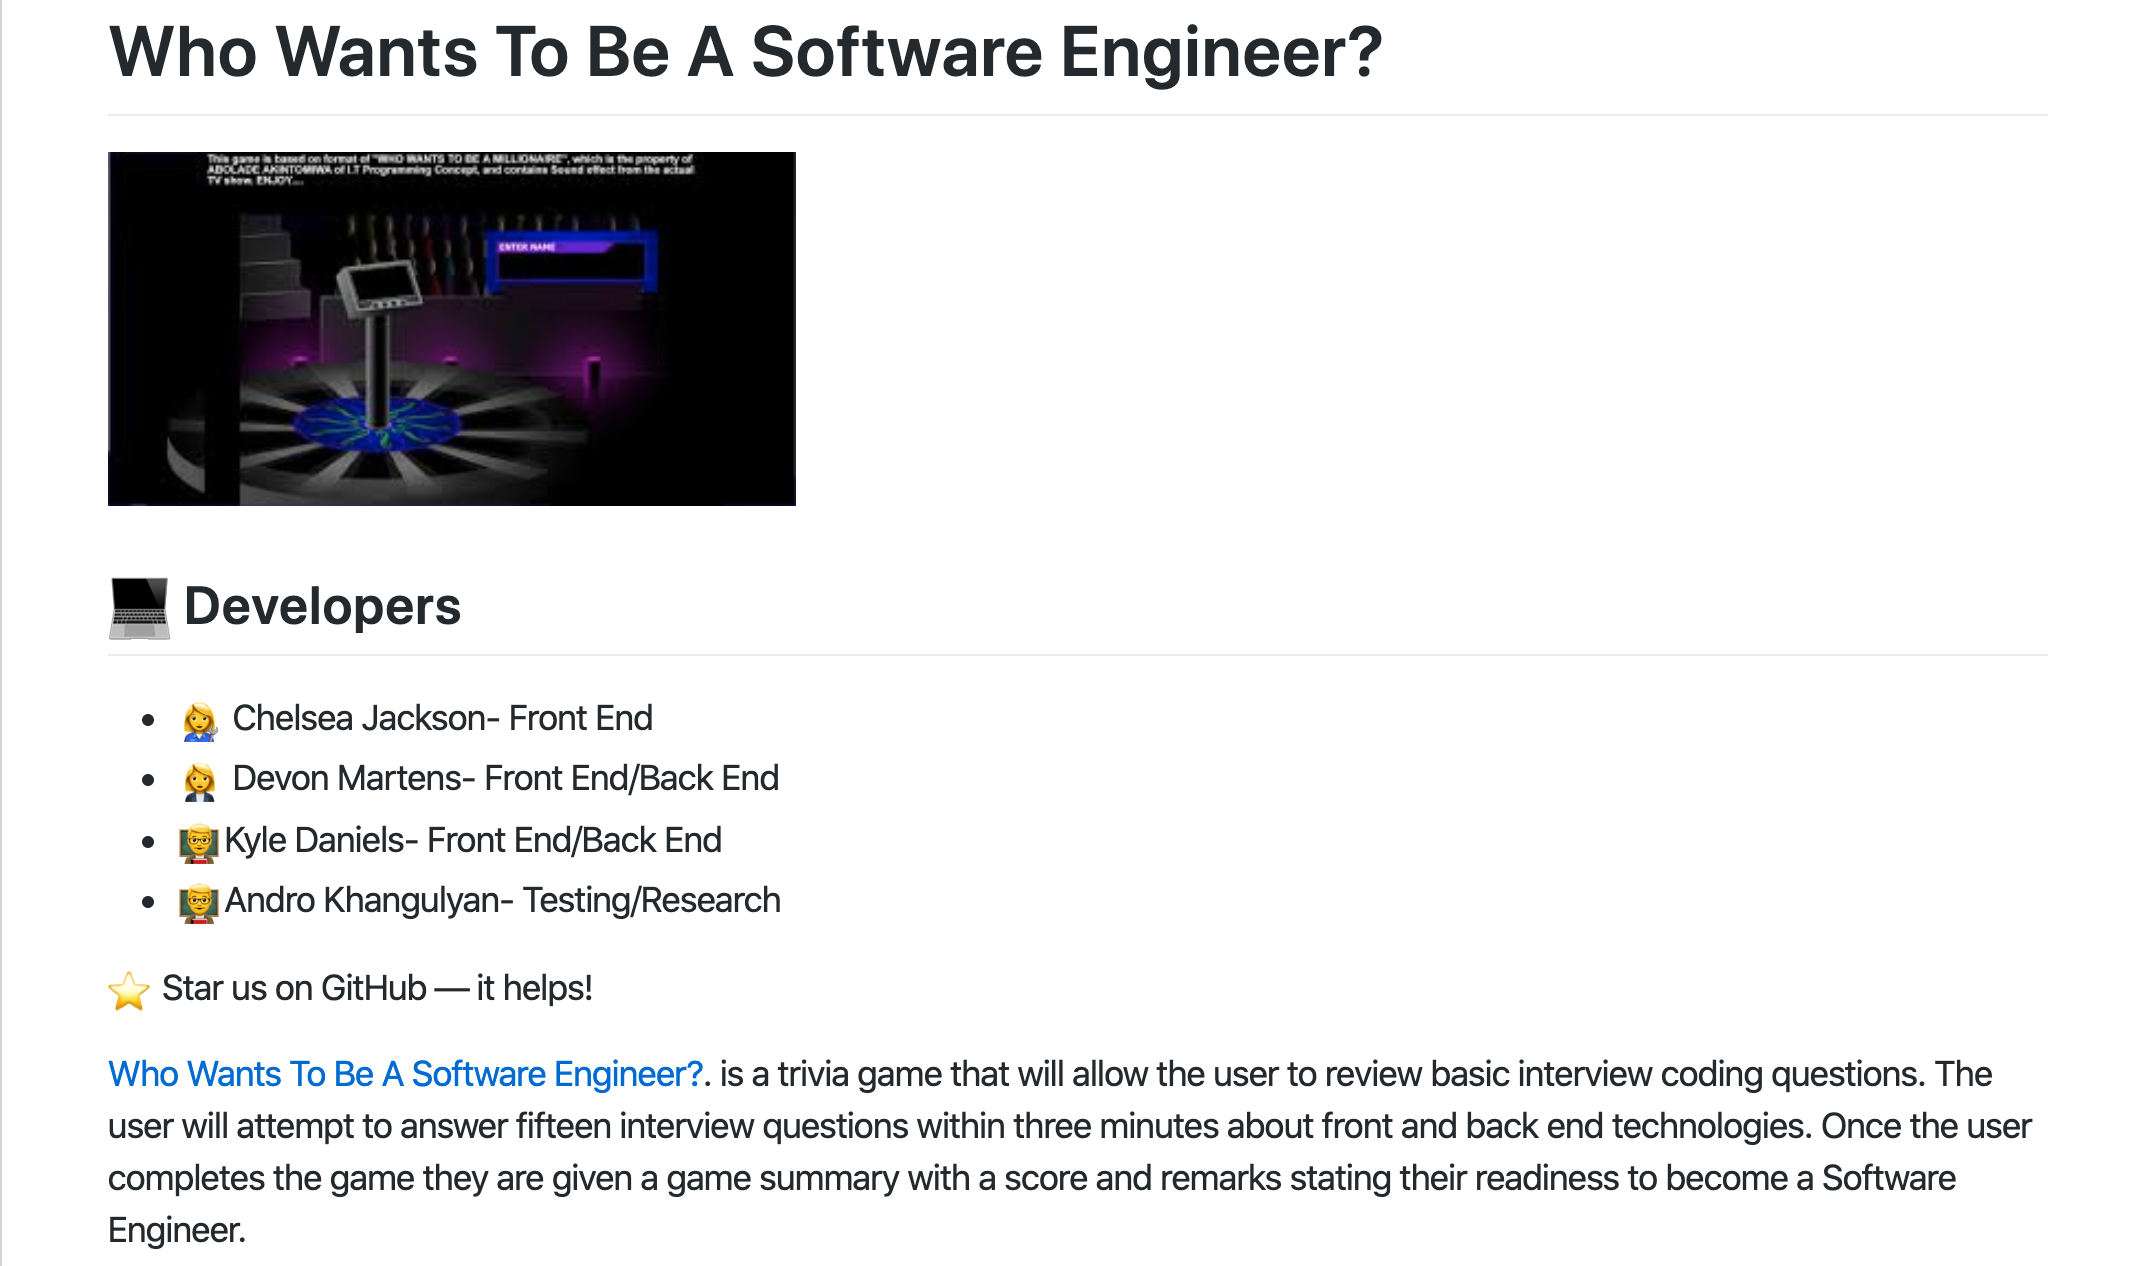 Who Wants To Be A Software Engineer?
This game is based on format of "WHO WANTS TO BE A MILLIONAIRE", which is the property of
ABOLADE AKINTOMIWA of I.T Programming Concept, and contains Sound effect from the actual
TV show, ENJOY...
ENTER NAME
Developers
Chelsea Jackson- Front End
Devon Martens- Front End/Back End
Kyle Daniels- Front End/Back End
Andro Khangulyan- Testing/Research
Star us on GitHub — it helps!
Who Wants To Be A Software Engineer?. is a trivia game that will allow the user to review basic interview coding questions. The
user will attempt to answer fifteen interview questions within three minutes about front and back end technologies. Once the user
completes the game they are given a game summary with a score and remarks stating their readiness to become a Software
Engineer.